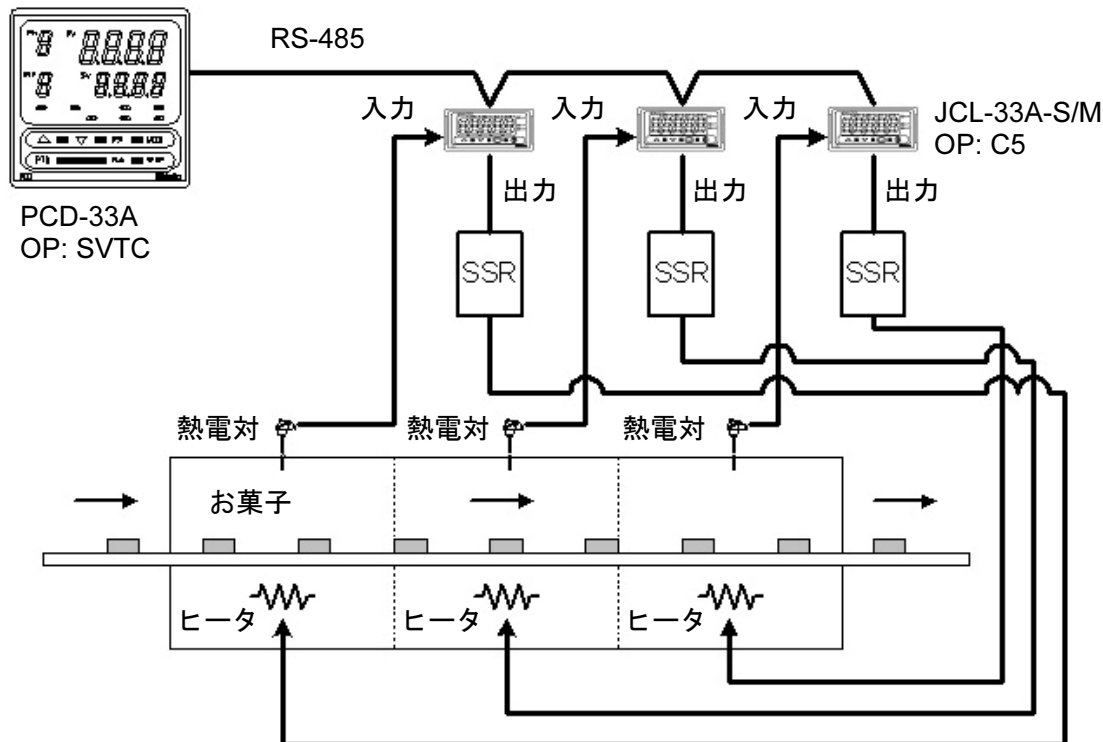 RS-485
入力
入力
入力
JCL-33A-S/M
OP: C5
PCD-33A
OP: SVTC
出力
出力
出力
SSR
SSR
SSR
熱電対
熱電対
熱電対
お菓子
ヒータ
ヒータ
ヒータ